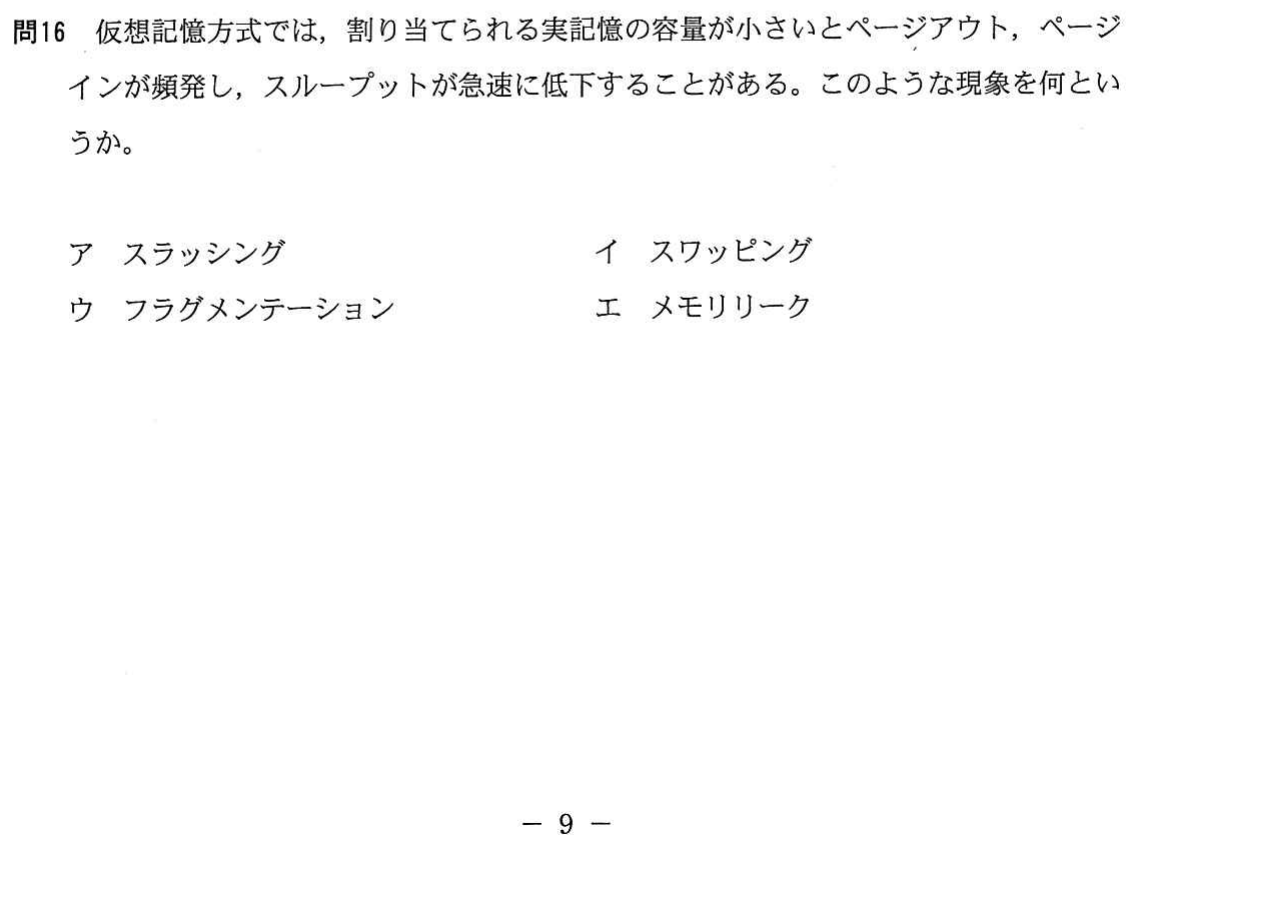 問16 仮想記憶方式では，割り当てられる実記憶の容量が小さいとページアウト，ページ
インが頻発し，スループットが急速に低下することがある。このような現象を何とい
うか。
ア スラッシング イ スワッピング
ウ フラグメンテーション エ メモリリーク
－ 9 －